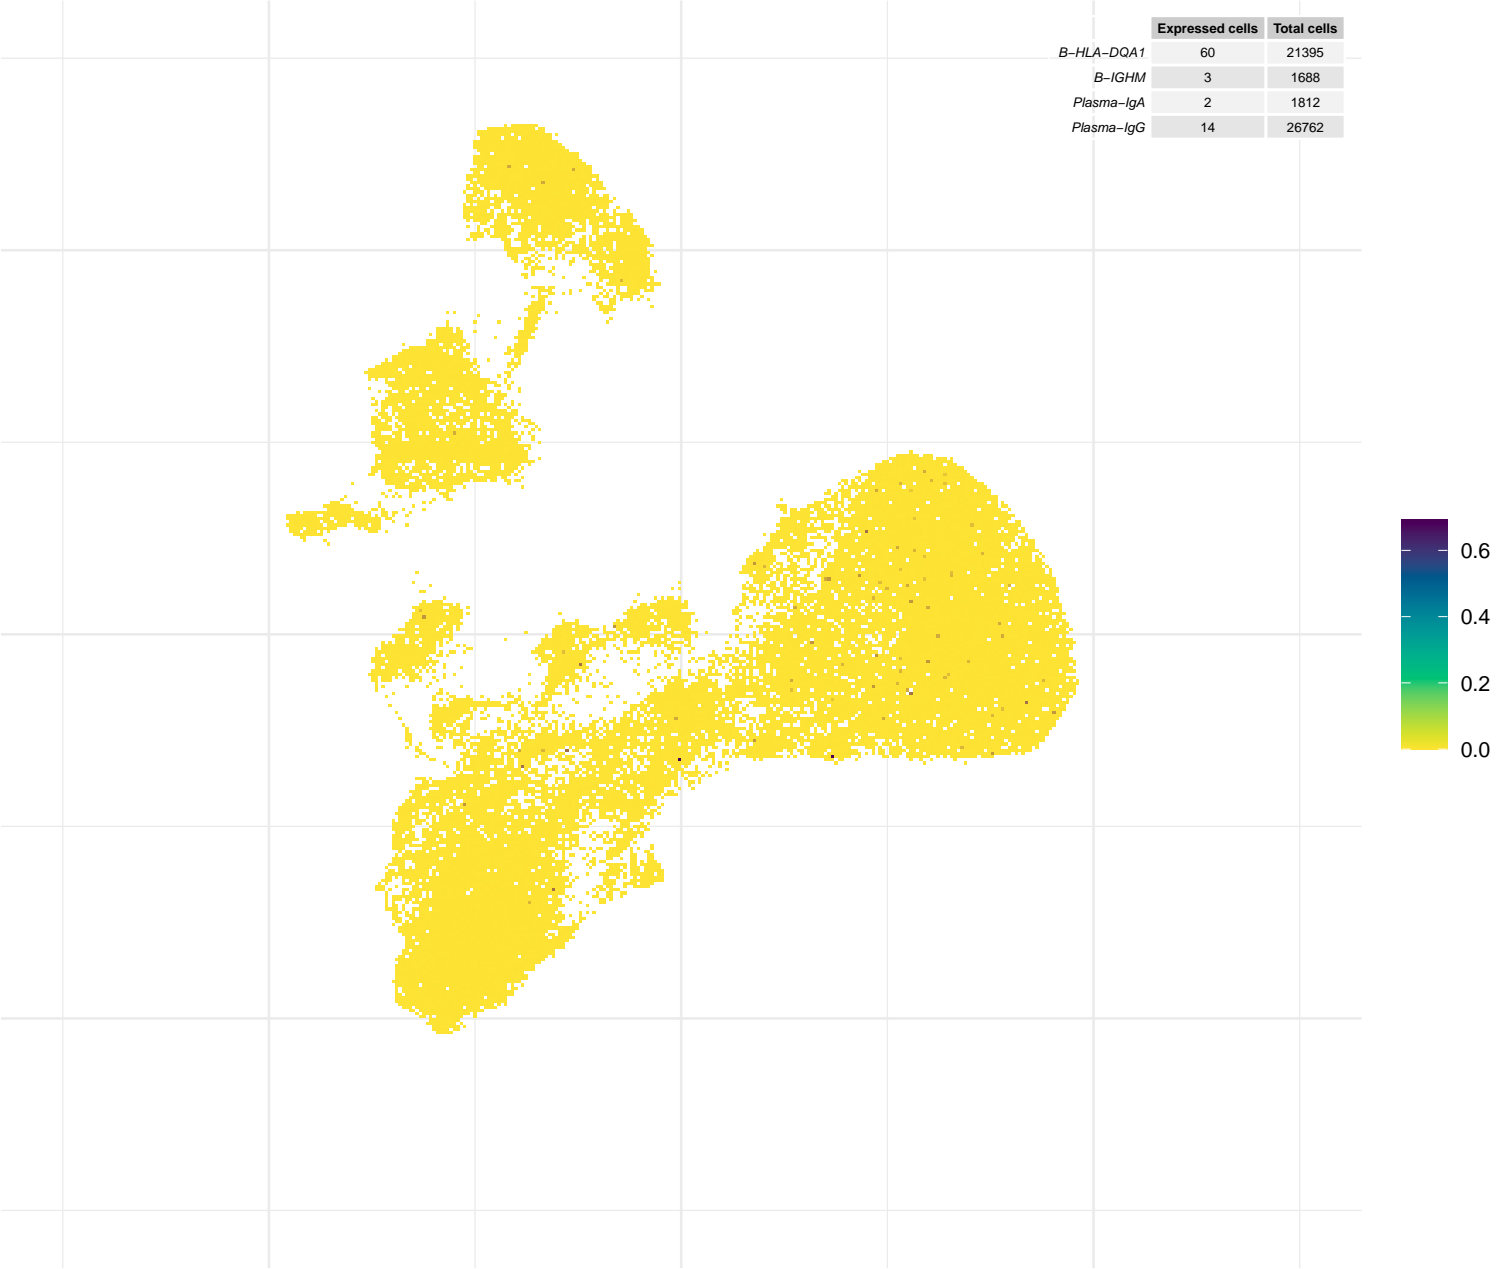 Expressed cells Total cells
B−HLA−DQA1 60 21395
B−IGHM 3 1688
Plasma−IgA 2 1812
Plasma−IgG 14 26762
0.6
0.4
0.2
0.0